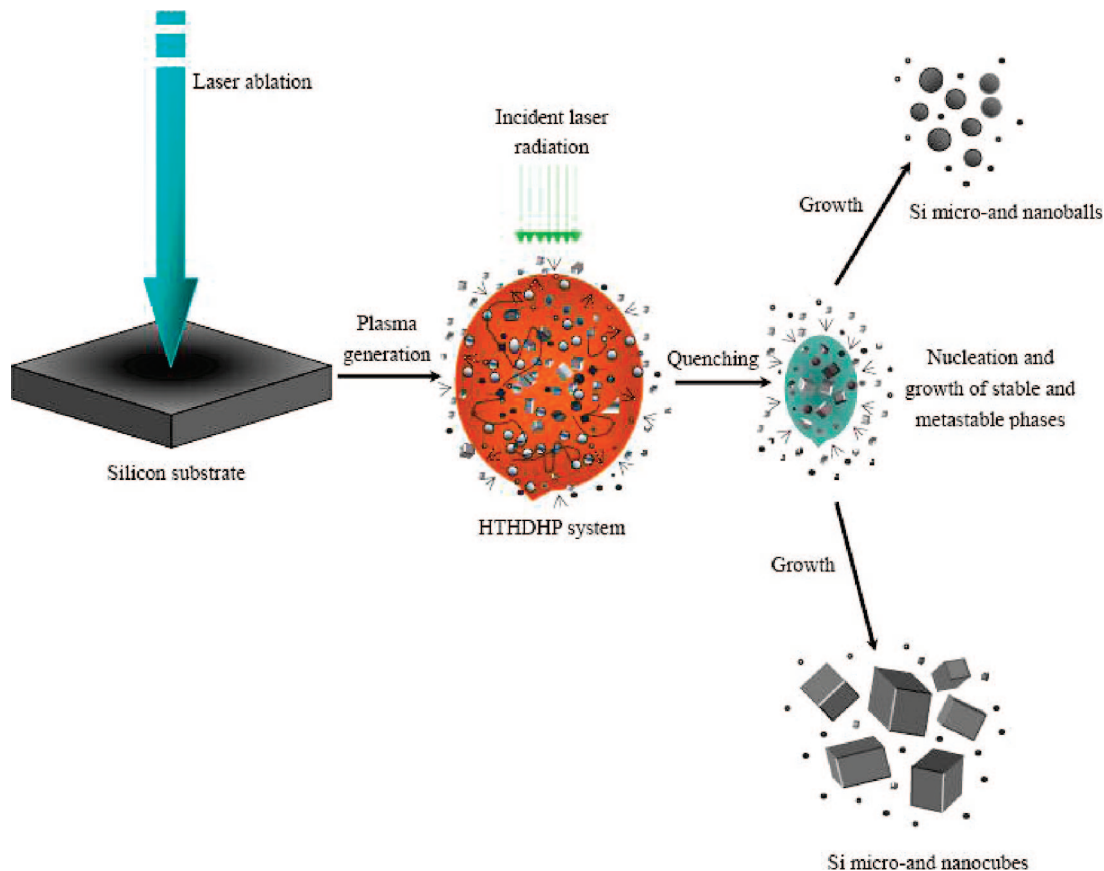 Laser ablation
Silicon substrate
Plasma
generation
Incident laser
radiation
HTHDHP system
Quenching
Growth
Si micro-and nanoballs
Nucleation and
growth of stable and
metastable phases
Growth
Si micro-and nanocubes